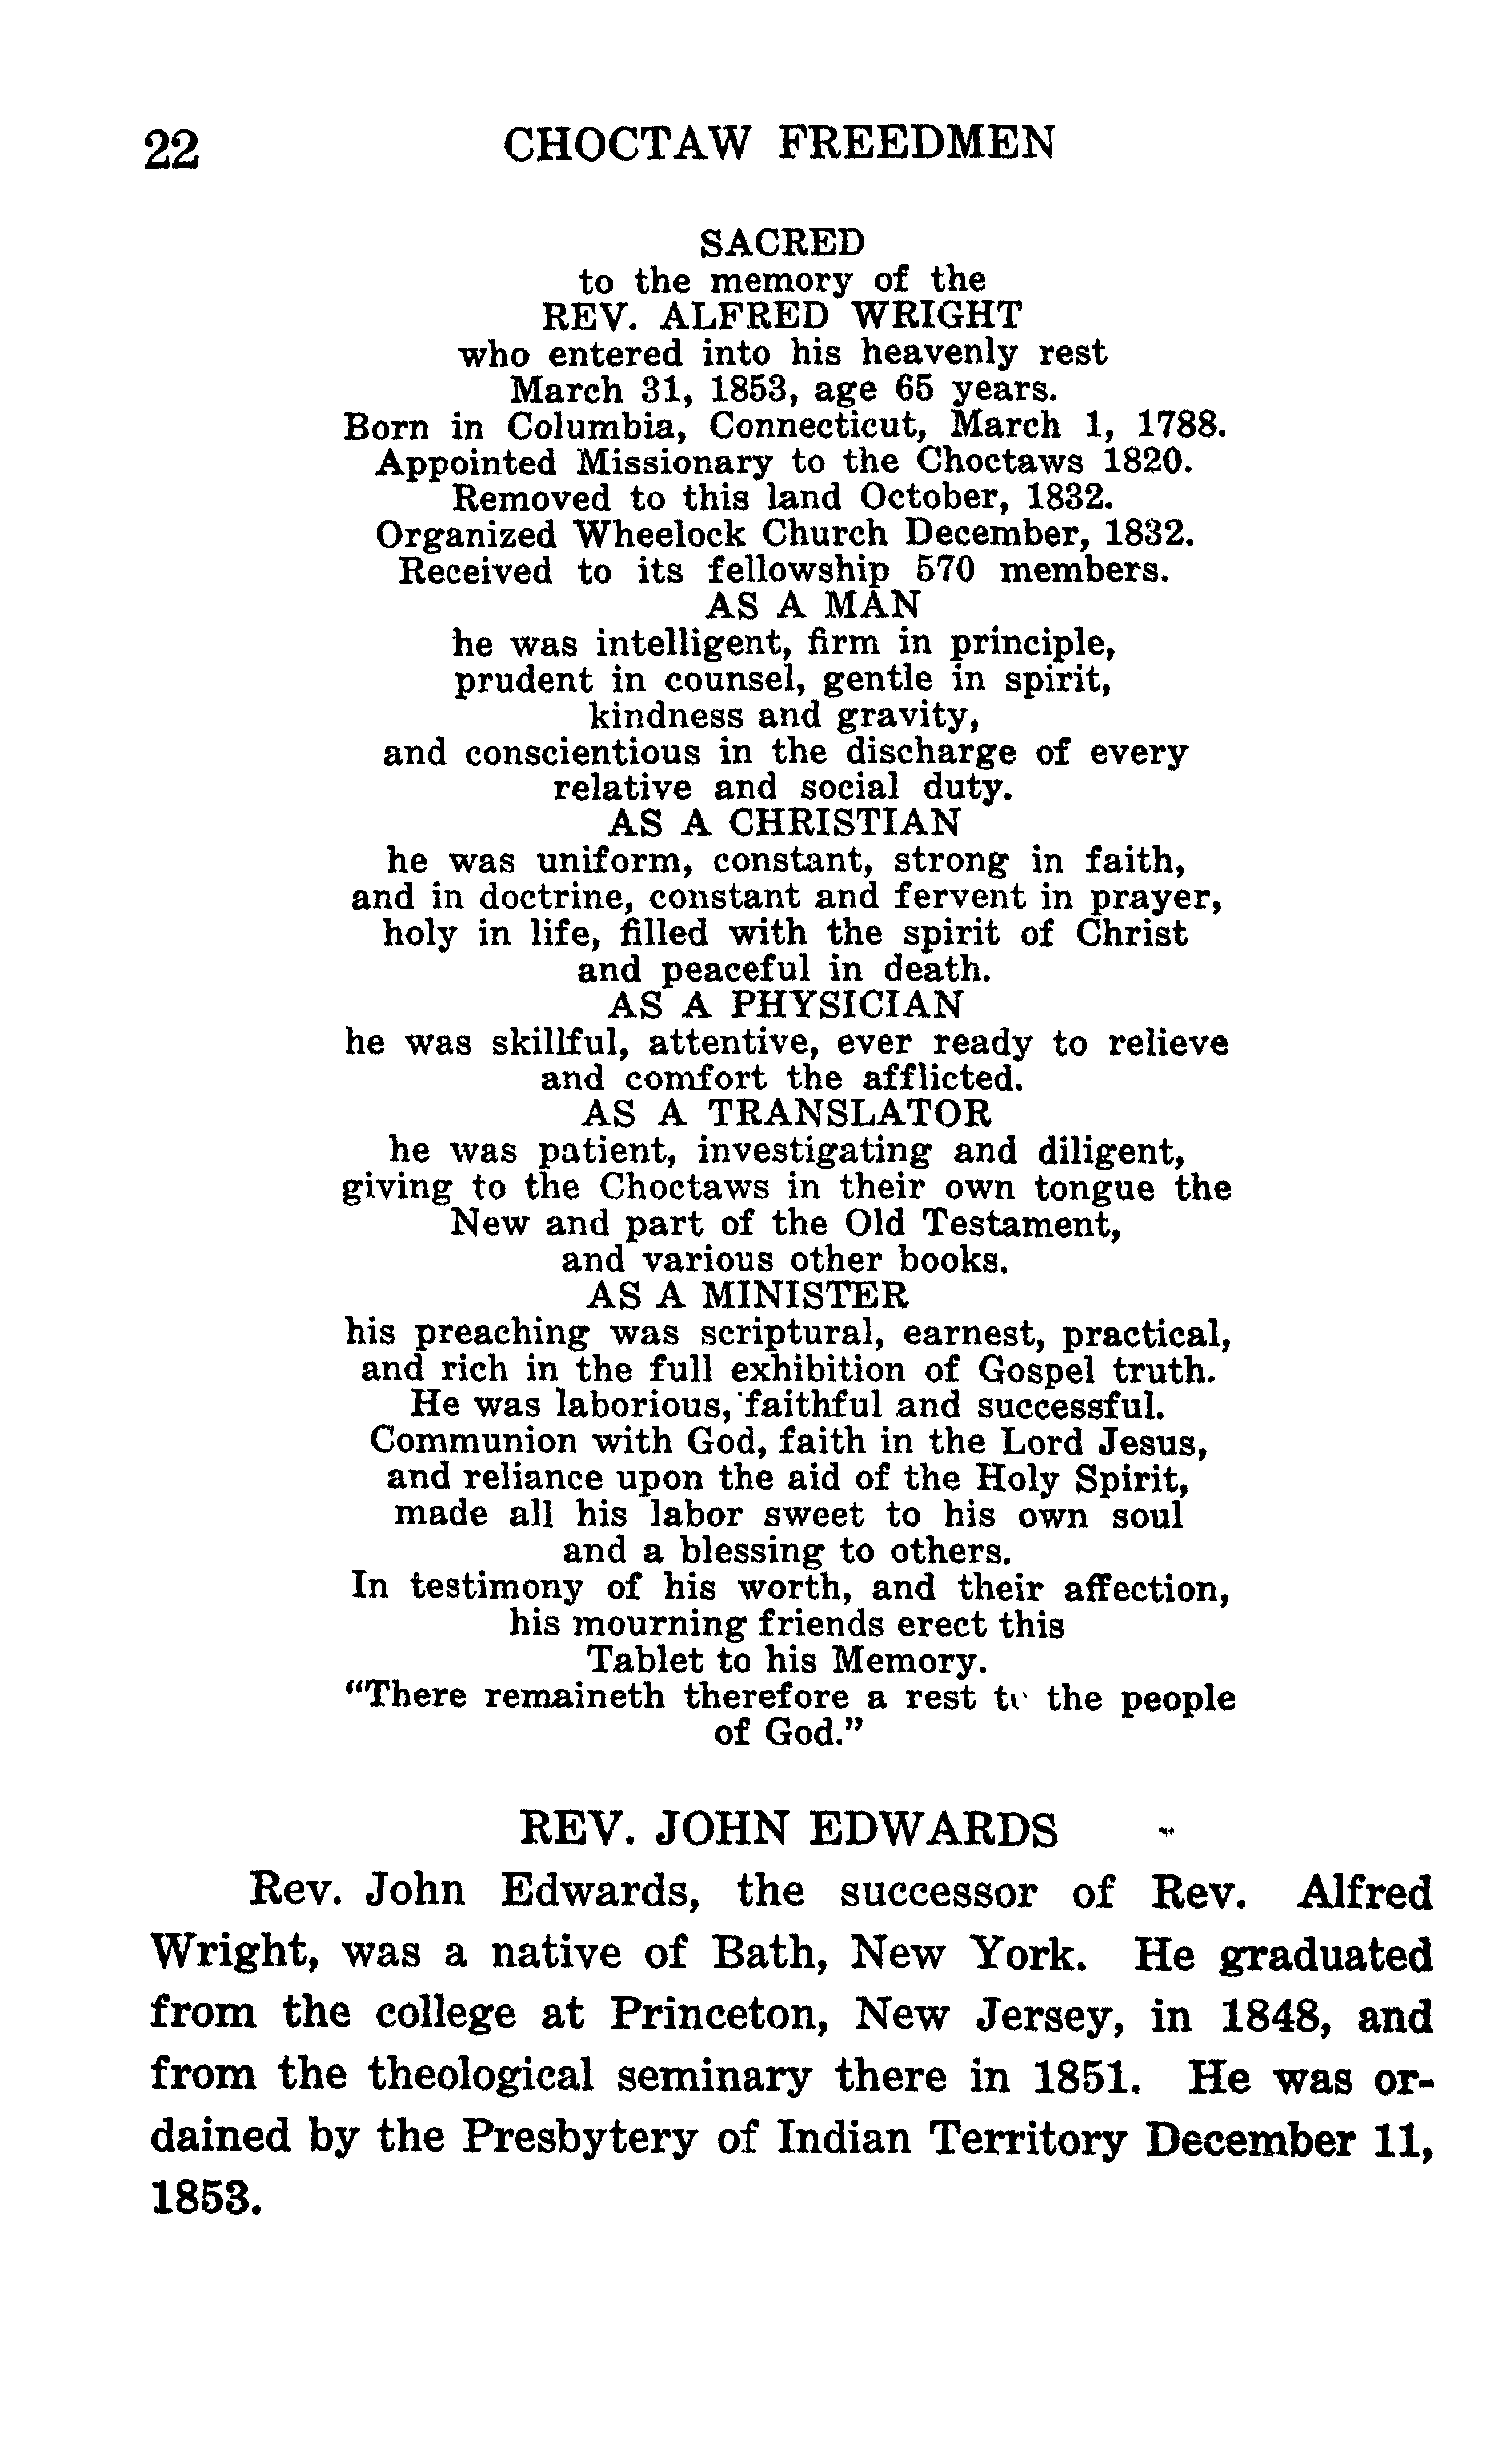 22 CHOCTAW FREEDMEN
SACRED
to the memory of the
REV. ALFRED WRIGHT
who entered into his heavenly rest
March 31, 1853, age 65 years.
Born in Columbia, Connecticut, March 1, 1788.
Appointed Missionary to the Choctaws 1820.
Removed to this land October, 1832.
Organized Wheelock Church December, 1832.
Received to its fellowship 570 members.
AS A MAN
he was intelligent, firm in principle,
prudent in counsel, gentle in spirit,
kindness and gravity,
and conscientious in the discharge of every
relative and social duty.
AS A CHRISTIAN
he was uniform, constant, strong in faith,
and in doctrine, constant and fervent in prayer,
holy in life, filled with the spirit of Christ
and peaceful in death.
AS A PHYSICIAN
he was skillful, attentive, ever ready to relieve
and comfort the afflicted.
AS A TRANSLATOR
he was patient, investigating and diligent,
giving to the Choctaws in their own tongue the
New and part of the Old Testament,
and various other books.
AS A MINISTER
his preaching was scriptural, earnest, practical,
and rich in the full exhibition of Gospel truth.
He was laborious, faithful and successful.
Communion with God, faith in the Lord Jesus,
and reliance upon the aid of the Holy Spirit,
made all his labor sweet to his own soul
and a blessing to others.
In testimony of his worth, and their affection,
his mourning friends erect this
Tablet to his Memory.
"There remaineth therefore a rest to the people
of God."
REV. JOHN EDWARDS
Rev. John Edwards, the successor of Rev. Alfred
Wright, was a native of Bath, New York. He graduated
from the college at Princeton, New Jersey, in 1848, and
from the theological seminary there in 1851. He was or-
dained by the Presbytery of Indian Territory December 11,
1853.